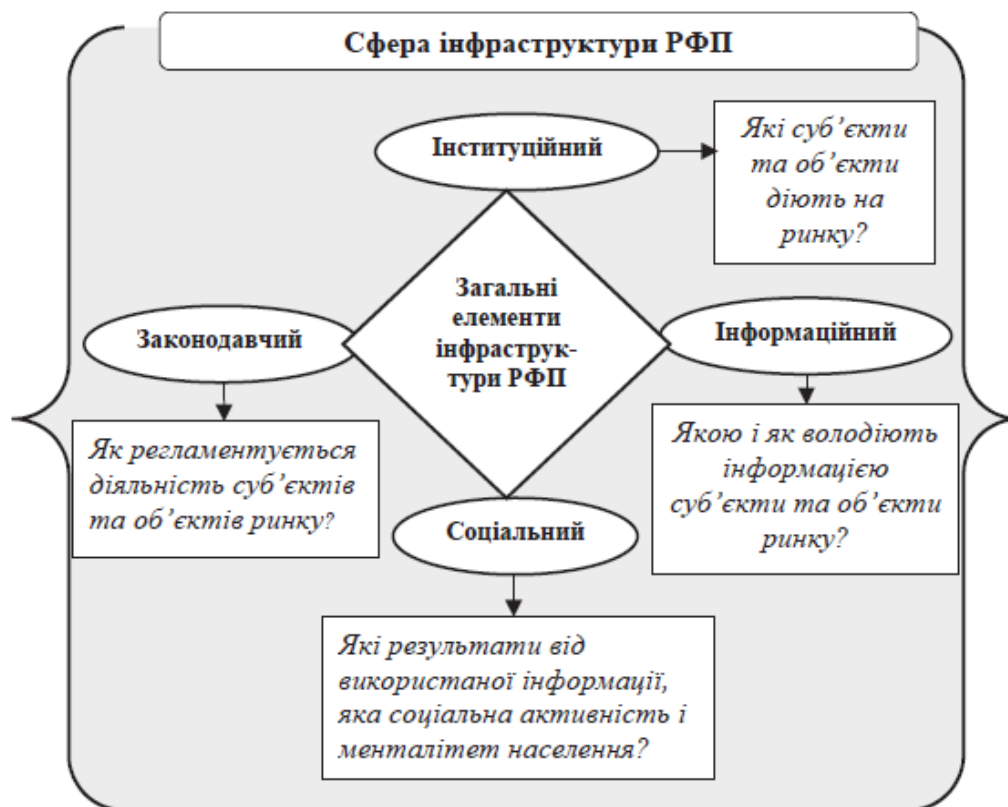 Сфера інфраструктури РФП
Інституційний
Які суб’єкти
та об’єкти
діють на
ринку?
Загальні
елементи
інфраструк-
тури РФП
Законодавчий
Інформаційний
Як регламентується
діяльність суб’єктів
та об’єктів ринку?
Якою і як володіють
інформацією
суб’єкти та об’єкти
ринку?
Соціальний
Які результати від
використаної інформації,
яка соціальна активність і
менталітет населення?